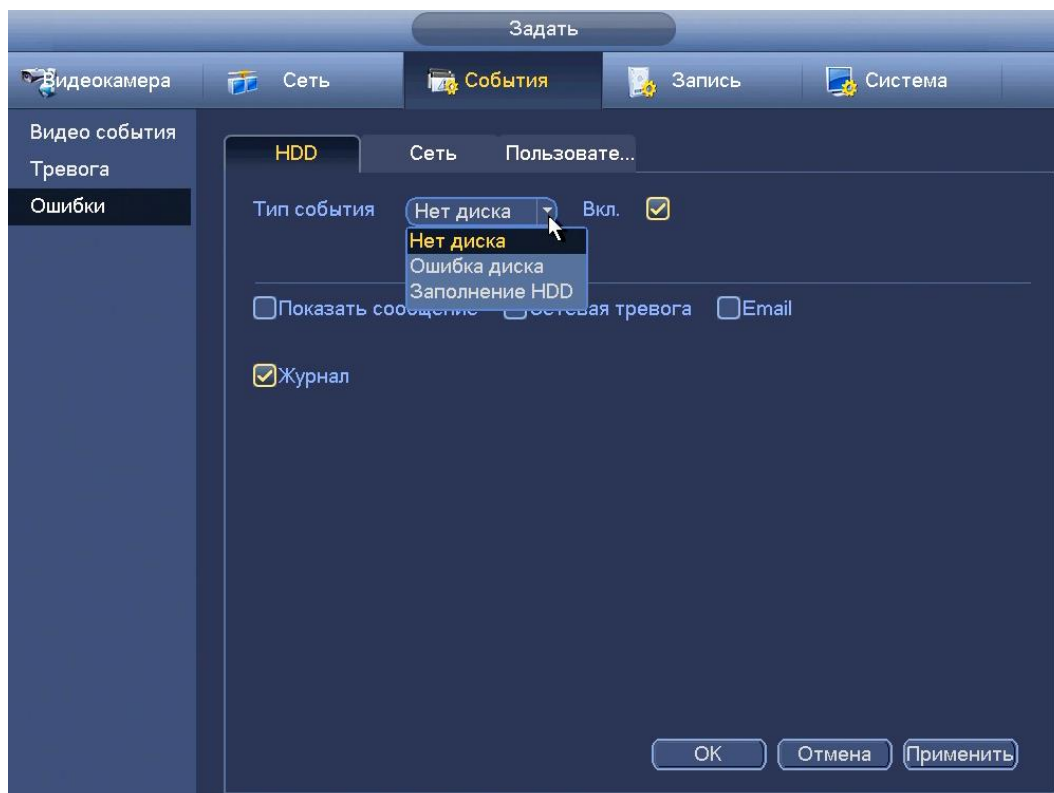 Задать
Видеокамера Сеть События Запись Система
Видео события
Тревога
Ошибки
HDD Сеть Пользовате...
Тип события Нет диска Вкл.
Нет диска
Ошибка диска
Заполнение HDD
Показать сообщение Сетевая тревога Email
Журнал
OK Отмена Применить